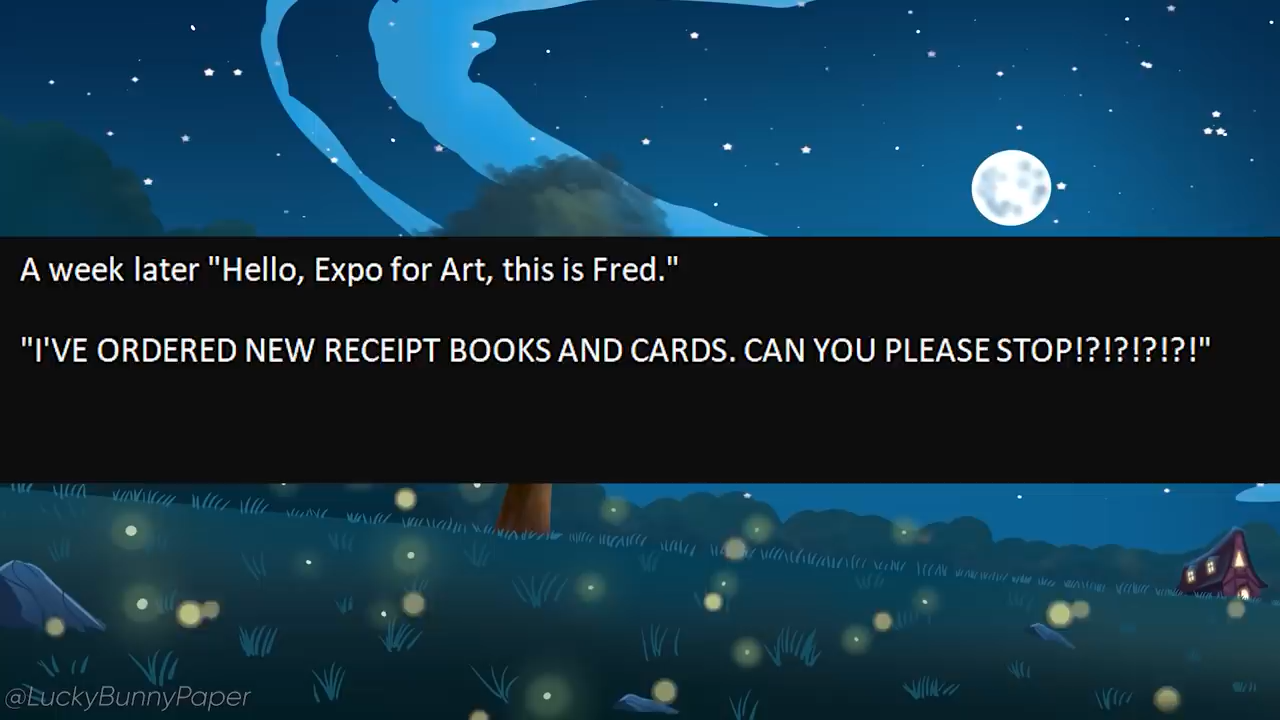 A week later "Hello, Expo for Art, this is Fred."
"I'VE ORDERED NEW RECEIPT BOOKS AND CARDS. CAN YOU PLEASE STOP!?!?!?!?!"
@LuckyBunnyPaper